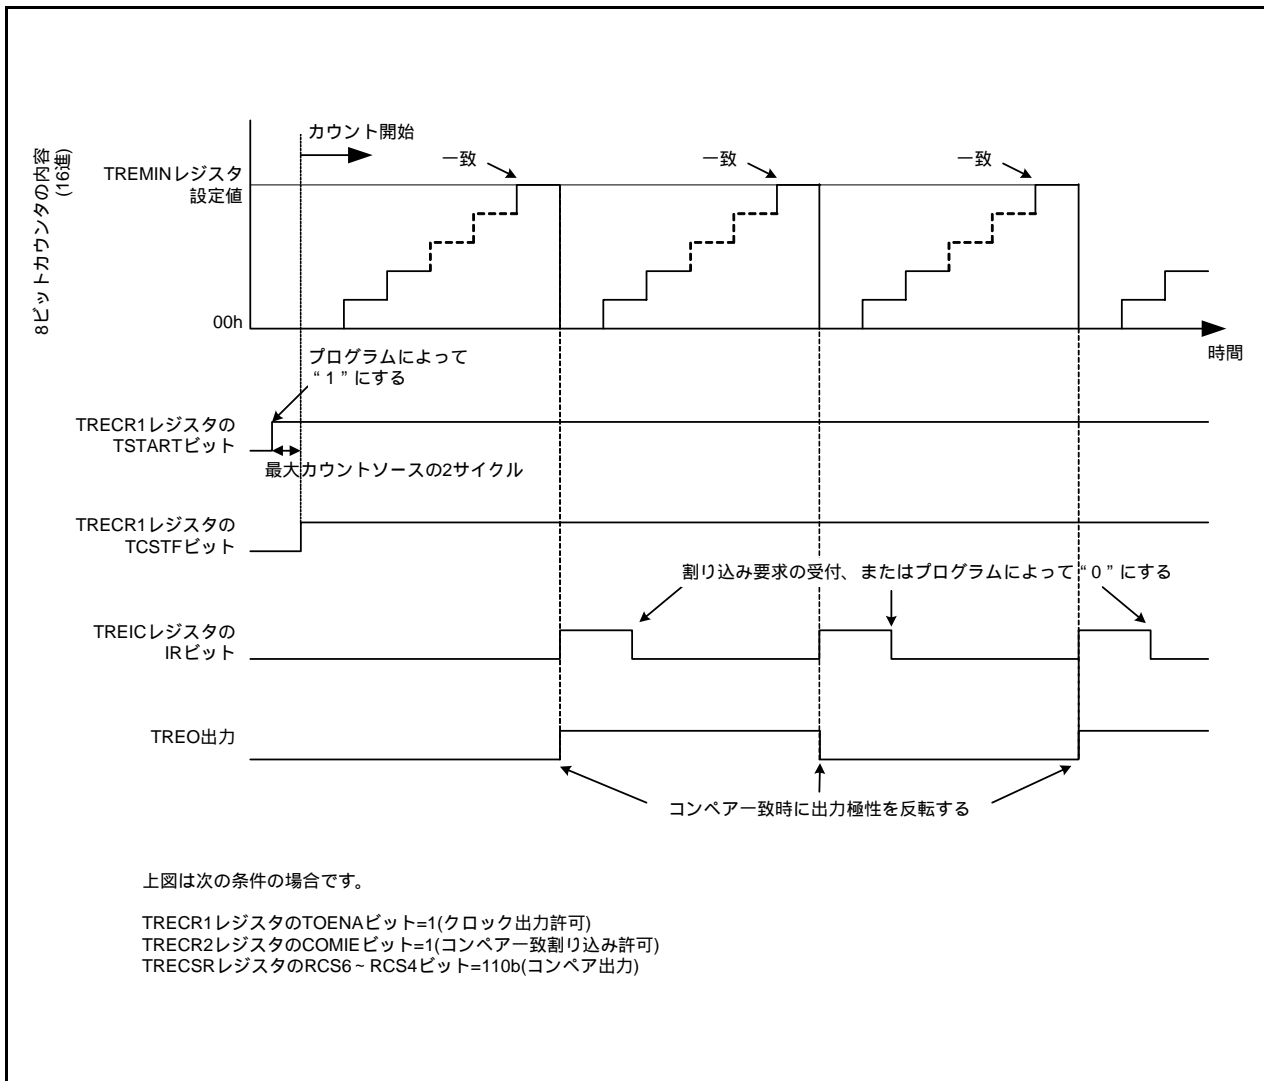 8ビットカウンタの内容
(16進)
カウント開始
一致
一致
一致
TREMINレジスタ
設定値
00h
時間
プログラムによって
“1”にする
TRECR1レジスタの
TSTARTビット
最大カウントソースの2サイクル
TRECR1レジスタの
TCSTFビット
割り込み要求の受付、またはプログラムによって“0”にする
TREICレジスタの
IRビット
TREO出力
コンペア一致時に出力極性を反転する
上図は次の条件の場合です。
TRECR1レジスタのTOENAビット=1(クロック出力許可)
TRECR2レジスタのCOMIEビット=1(コンペア一致割り込み許可)
TRECSRレジスタのRCS6~RCS4ビット=110b(コンペア出力)